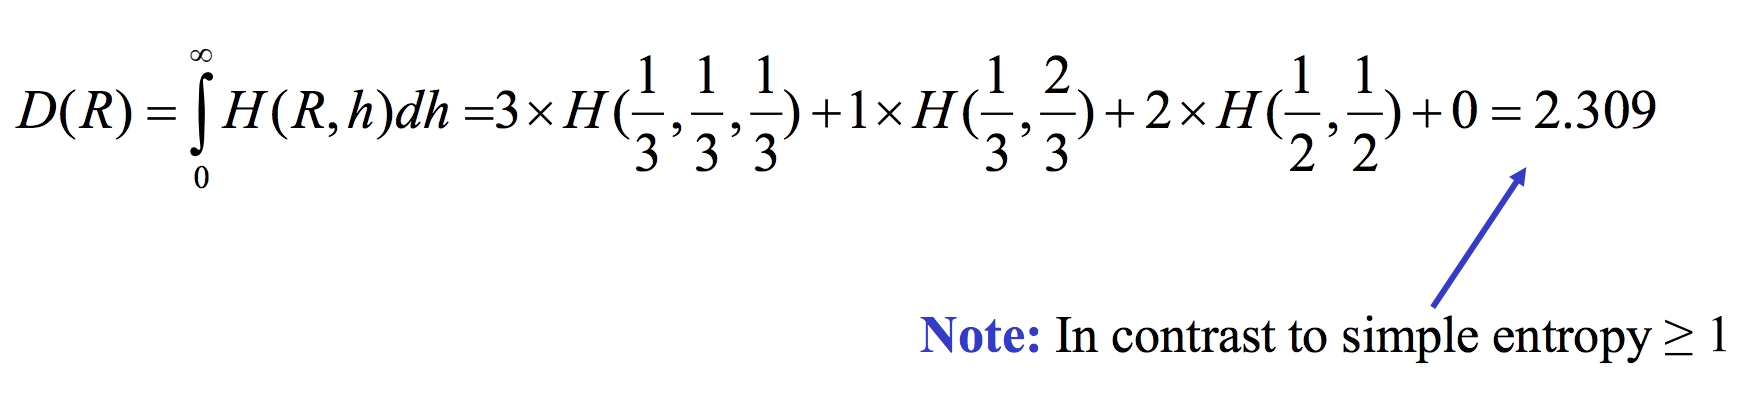 D(R) = ∫₀^∞ H(R, h)dh = 3 × H(1/3, 1/3, 1/3) + 1 × H(1/3, 2/3) + 2 × H(1/2, 1/2) + 0 = 2.309
Note: In contrast to simple entropy ≥ 1